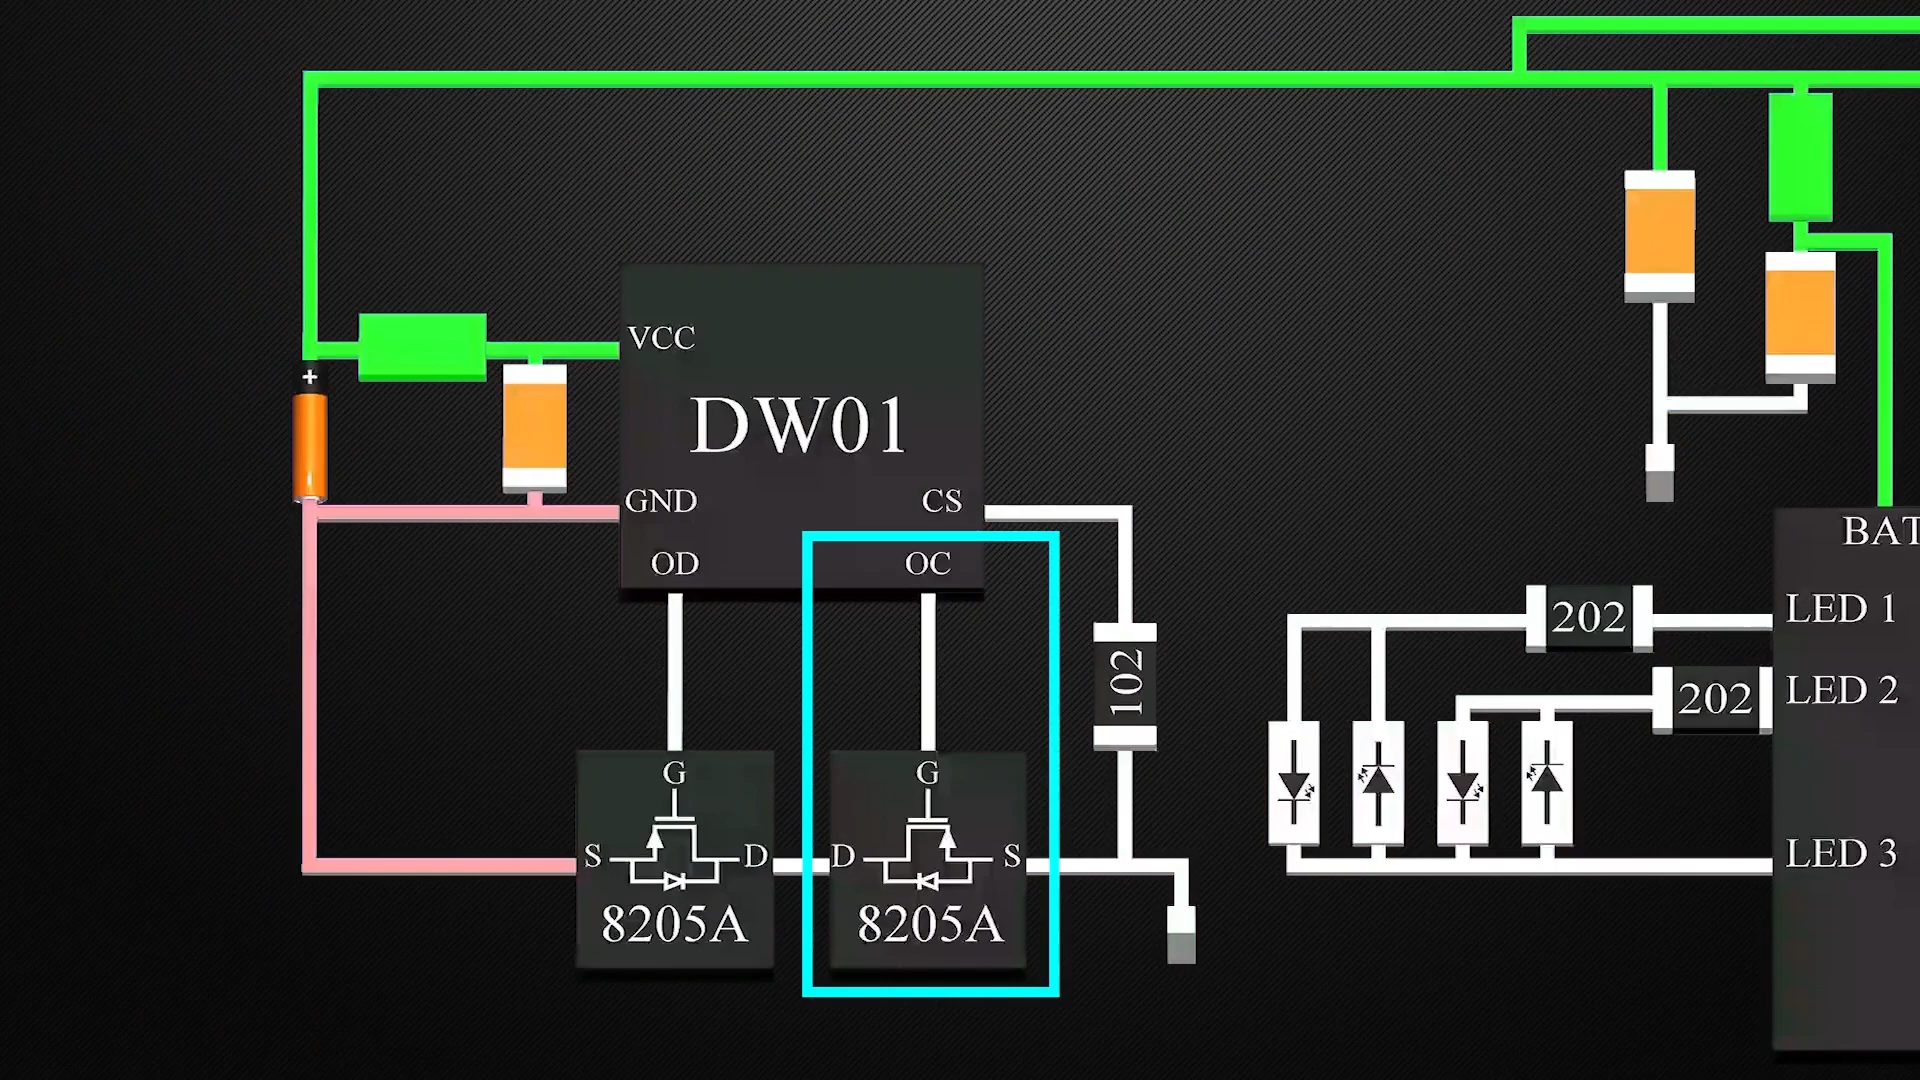 +
VCC
DW01
GND
CS
OD
OC
102
G
S
D
8205A
G
D
S
8205A
BAT
202
LED 1
202
LED 2
LED 3